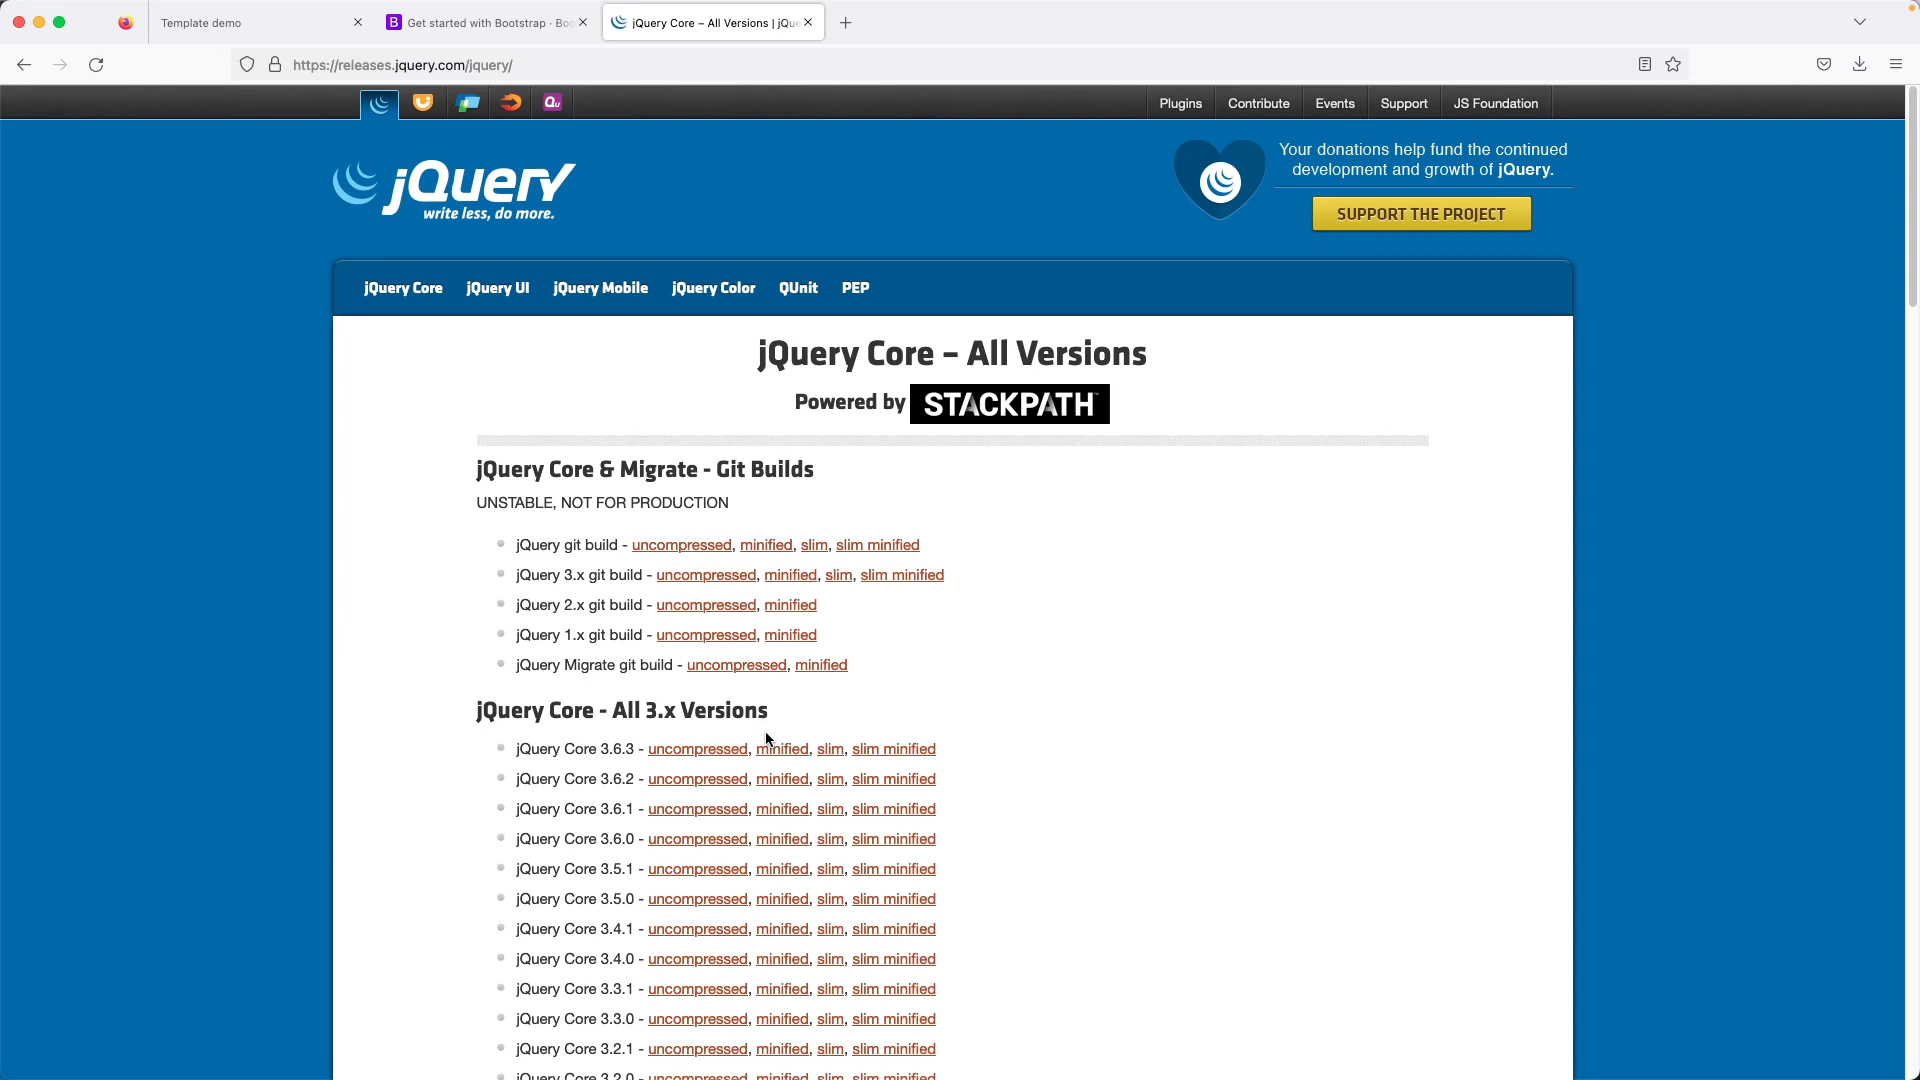 Template demo
Get started with Bootstrap · Boo
jQuery Core – All Versions | jQue
https://releases.jquery.com/jquery/
Plugins Contribute Events Support JS Foundation
jQuery
write less, do more.
Your donations help fund the continued
development and growth of jQuery.
SUPPORT THE PROJECT
jQuery Core jQuery UI jQuery Mobile jQuery Color QUnit PEP
jQuery Core – All Versions
Powered by STACKPATH
jQuery Core & Migrate - Git Builds
UNSTABLE, NOT FOR PRODUCTION
jQuery git build - uncompressed, minified, slim, slim minified
jQuery 3.x git build - uncompressed, minified, slim, slim minified
jQuery 2.x git build - uncompressed, minified
jQuery 1.x git build - uncompressed, minified
jQuery Migrate git build - uncompressed, minified
jQuery Core - All 3.x Versions
jQuery Core 3.6.3 - uncompressed, minified, slim, slim minified
jQuery Core 3.6.2 - uncompressed, minified, slim, slim minified
jQuery Core 3.6.1 - uncompressed, minified, slim, slim minified
jQuery Core 3.6.0 - uncompressed, minified, slim, slim minified
jQuery Core 3.5.1 - uncompressed, minified, slim, slim minified
jQuery Core 3.5.0 - uncompressed, minified, slim, slim minified
jQuery Core 3.4.1 - uncompressed, minified, slim, slim minified
jQuery Core 3.4.0 - uncompressed, minified, slim, slim minified
jQuery Core 3.3.1 - uncompressed, minified, slim, slim minified
jQuery Core 3.3.0 - uncompressed, minified, slim, slim minified
jQuery Core 3.2.1 - uncompressed, minified, slim, slim minified
jQuery Core 3.2.0 - uncompressed, minified, slim, slim minified